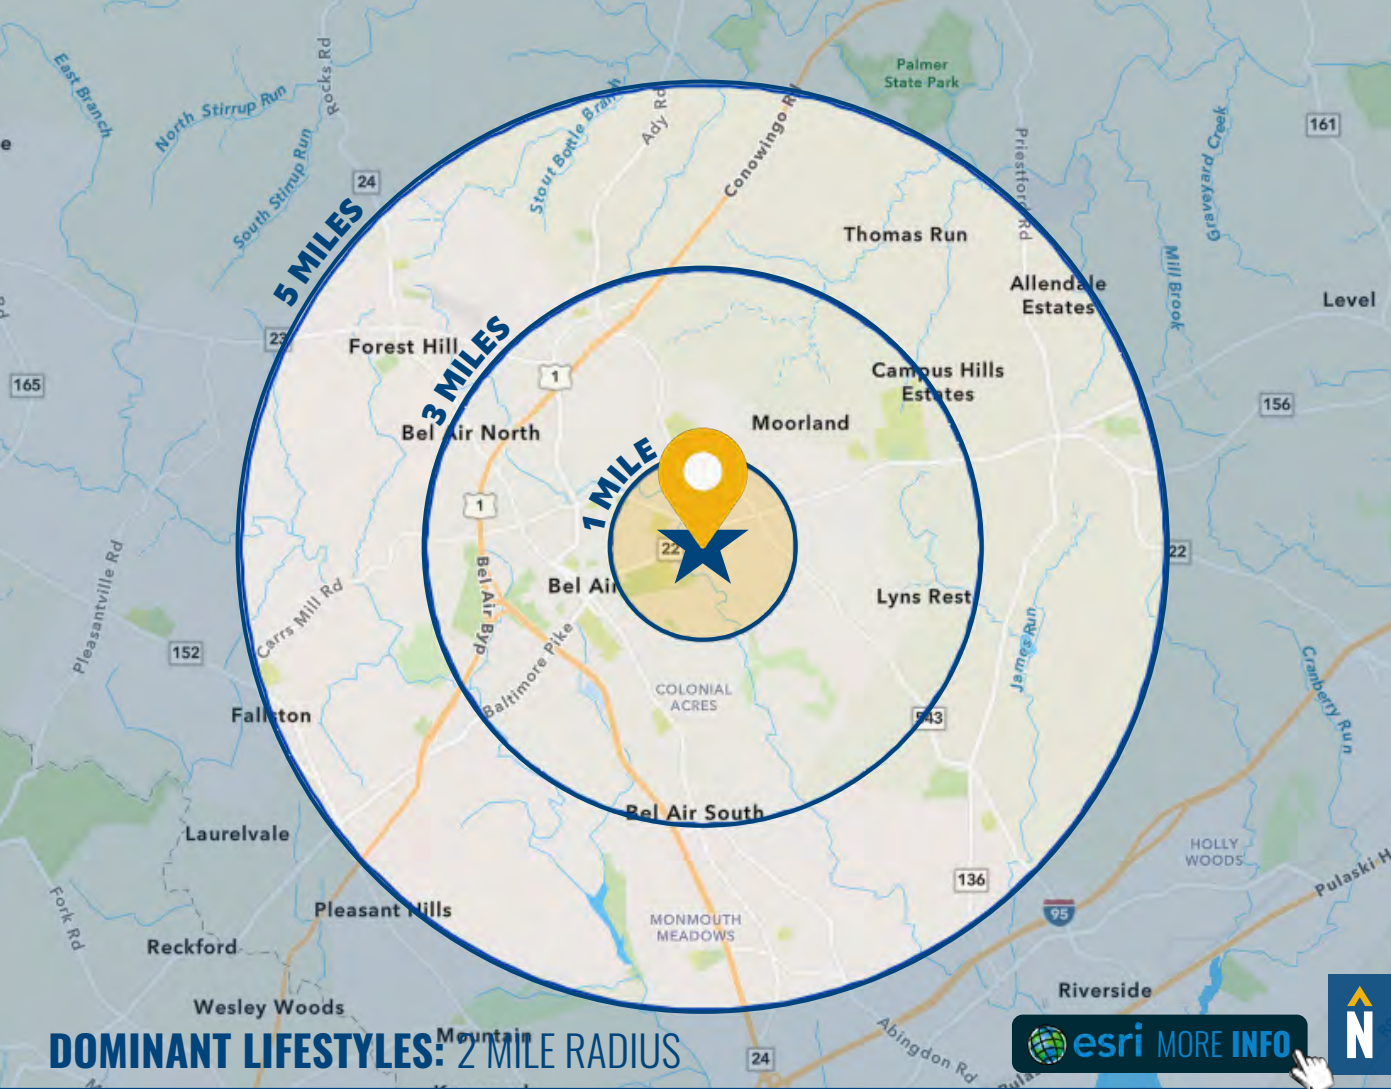 Palmer
State Park
East Branch
North Stirrup Run
South Stirrup Run
Rocks Rd
Stout Bottle Branch
Ady Rd
Conowingo Rd
Priestford Rd
161
Graveyard Creek
24
5 MILES
Thomas Run
Mill Brook
Allendale
Estates
Level
23
Forest Hill
3 MILES
1
165
Campus Hills
Estates
156
Bel Air North
Moorland
1 MILE
1
22
22
Pleasantville Rd
Bel Air Byp
Bel Air
Lyns Rest
Carrs Mill Rd
James Run
152
Baltimore Pike
COLONIAL
ACRES
Cranberry Run
Fallston
543
Bel Air South
Laurelvale
HOLLY
WOODS
Pulaski H
136
Fork Rd
Pleasant Hills
MONMOUTH
MEADOWS
95
Reckford
Riverside
Wesley Woods
Mountain
DOMINANT LIFESTYLES: 2 MILE RADIUS
24
Abingdon Rd
esri MORE INFO
N